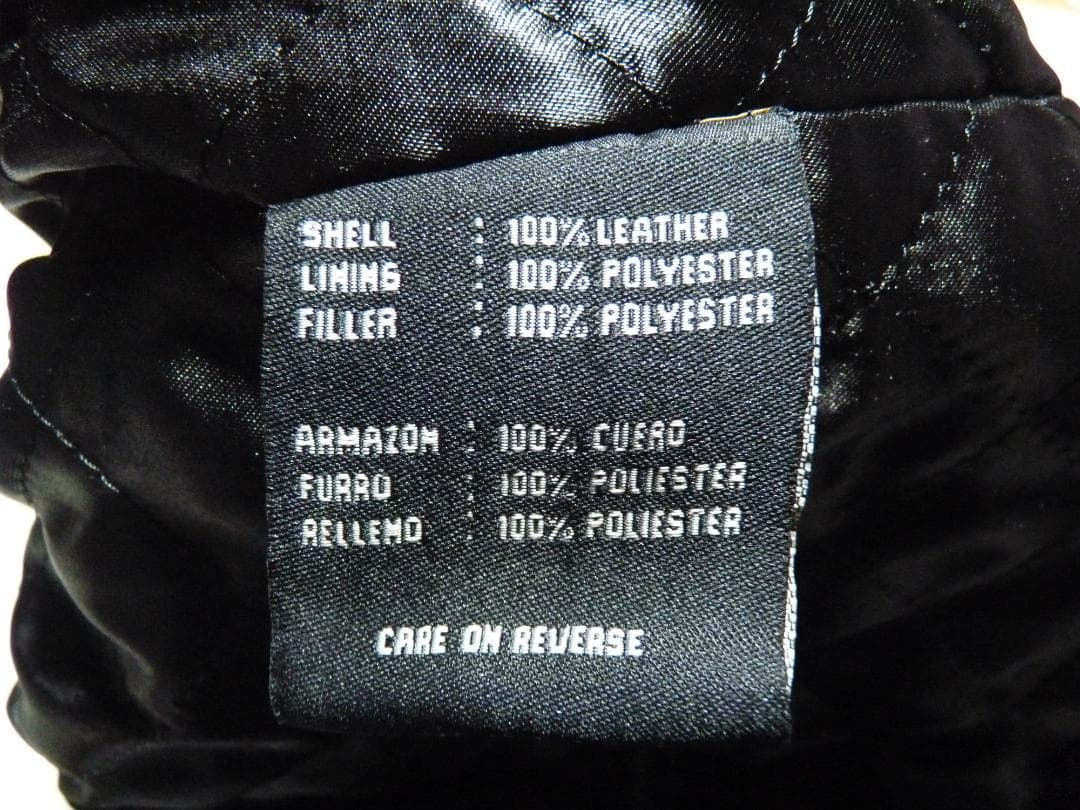 SHELL : 100% LEATHER
LINING : 100% POLYESTER
FILLER : 100% POLYESTER
ARMAZON : 100% CUERO
FURRO : 100% POLIESTER
RELLENO : 100% POLIESTER
CARE ON REVERSE